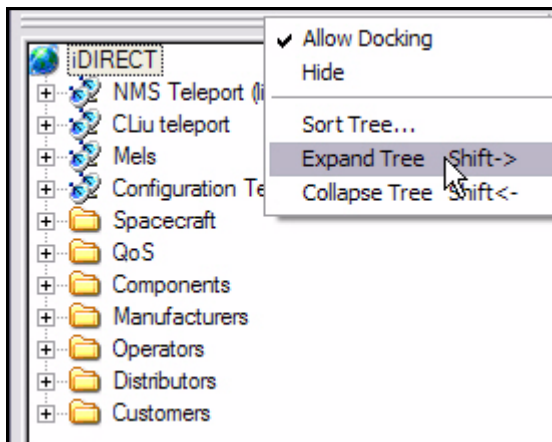 iDIRECT
NMS Teleport (li
CLiu teleport
Mels
Configuration Te
Spacecraft
QoS
Components
Manufacturers
Operators
Distributors
Customers
Allow Docking
Hide
Sort Tree...
Expand Tree Shift->
Collapse Tree Shift<-